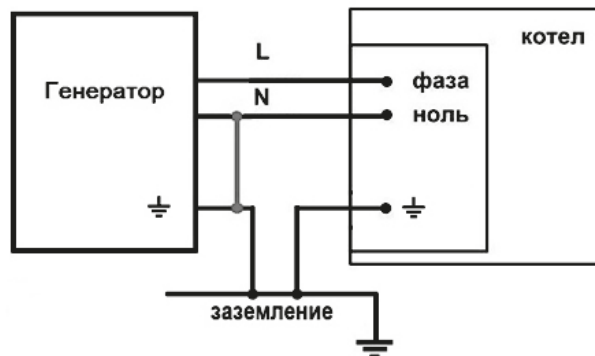 котел
L
Генератор
фаза
N
ноль
заземление